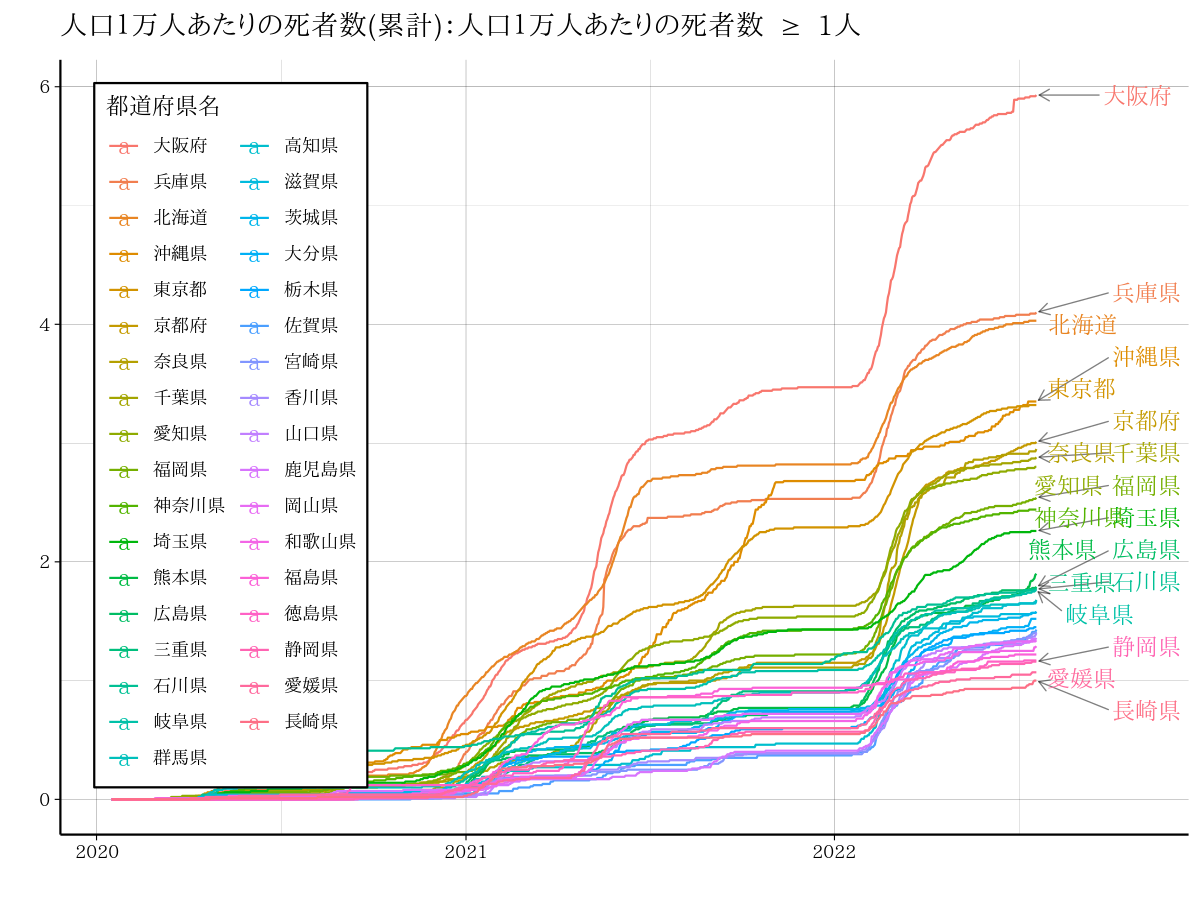 人口1万人あたりの死者数(累計):人口1万人あたりの死者数 ≥ 1人
6
4
2
0
2020
2021
2022
都道府県名
a 大阪府
a 兵庫県
a 北海道
a 沖縄県
a 東京都
a 京都府
a 奈良県
a 千葉県
a 愛知県
a 福岡県
a 神奈川県
a 埼玉県
a 熊本県
a 広島県
a 三重県
a 石川県
a 岐阜県
a 群馬県
a 高知県
a 滋賀県
a 茨城県
a 大分県
a 栃木県
a 佐賀県
a 宮崎県
a 香川県
a 山口県
a 鹿児島県
a 岡山県
a 和歌山県
a 福島県
a 徳島県
a 静岡県
a 愛媛県
a 長崎県
大阪府
兵庫県
北海道
沖縄県
東京都
京都府
奈良県 千葉県
愛知県 福岡県
神奈川県 埼玉県
熊本県 広島県
三重県 石川県
岐阜県
静岡県
愛媛県
長崎県